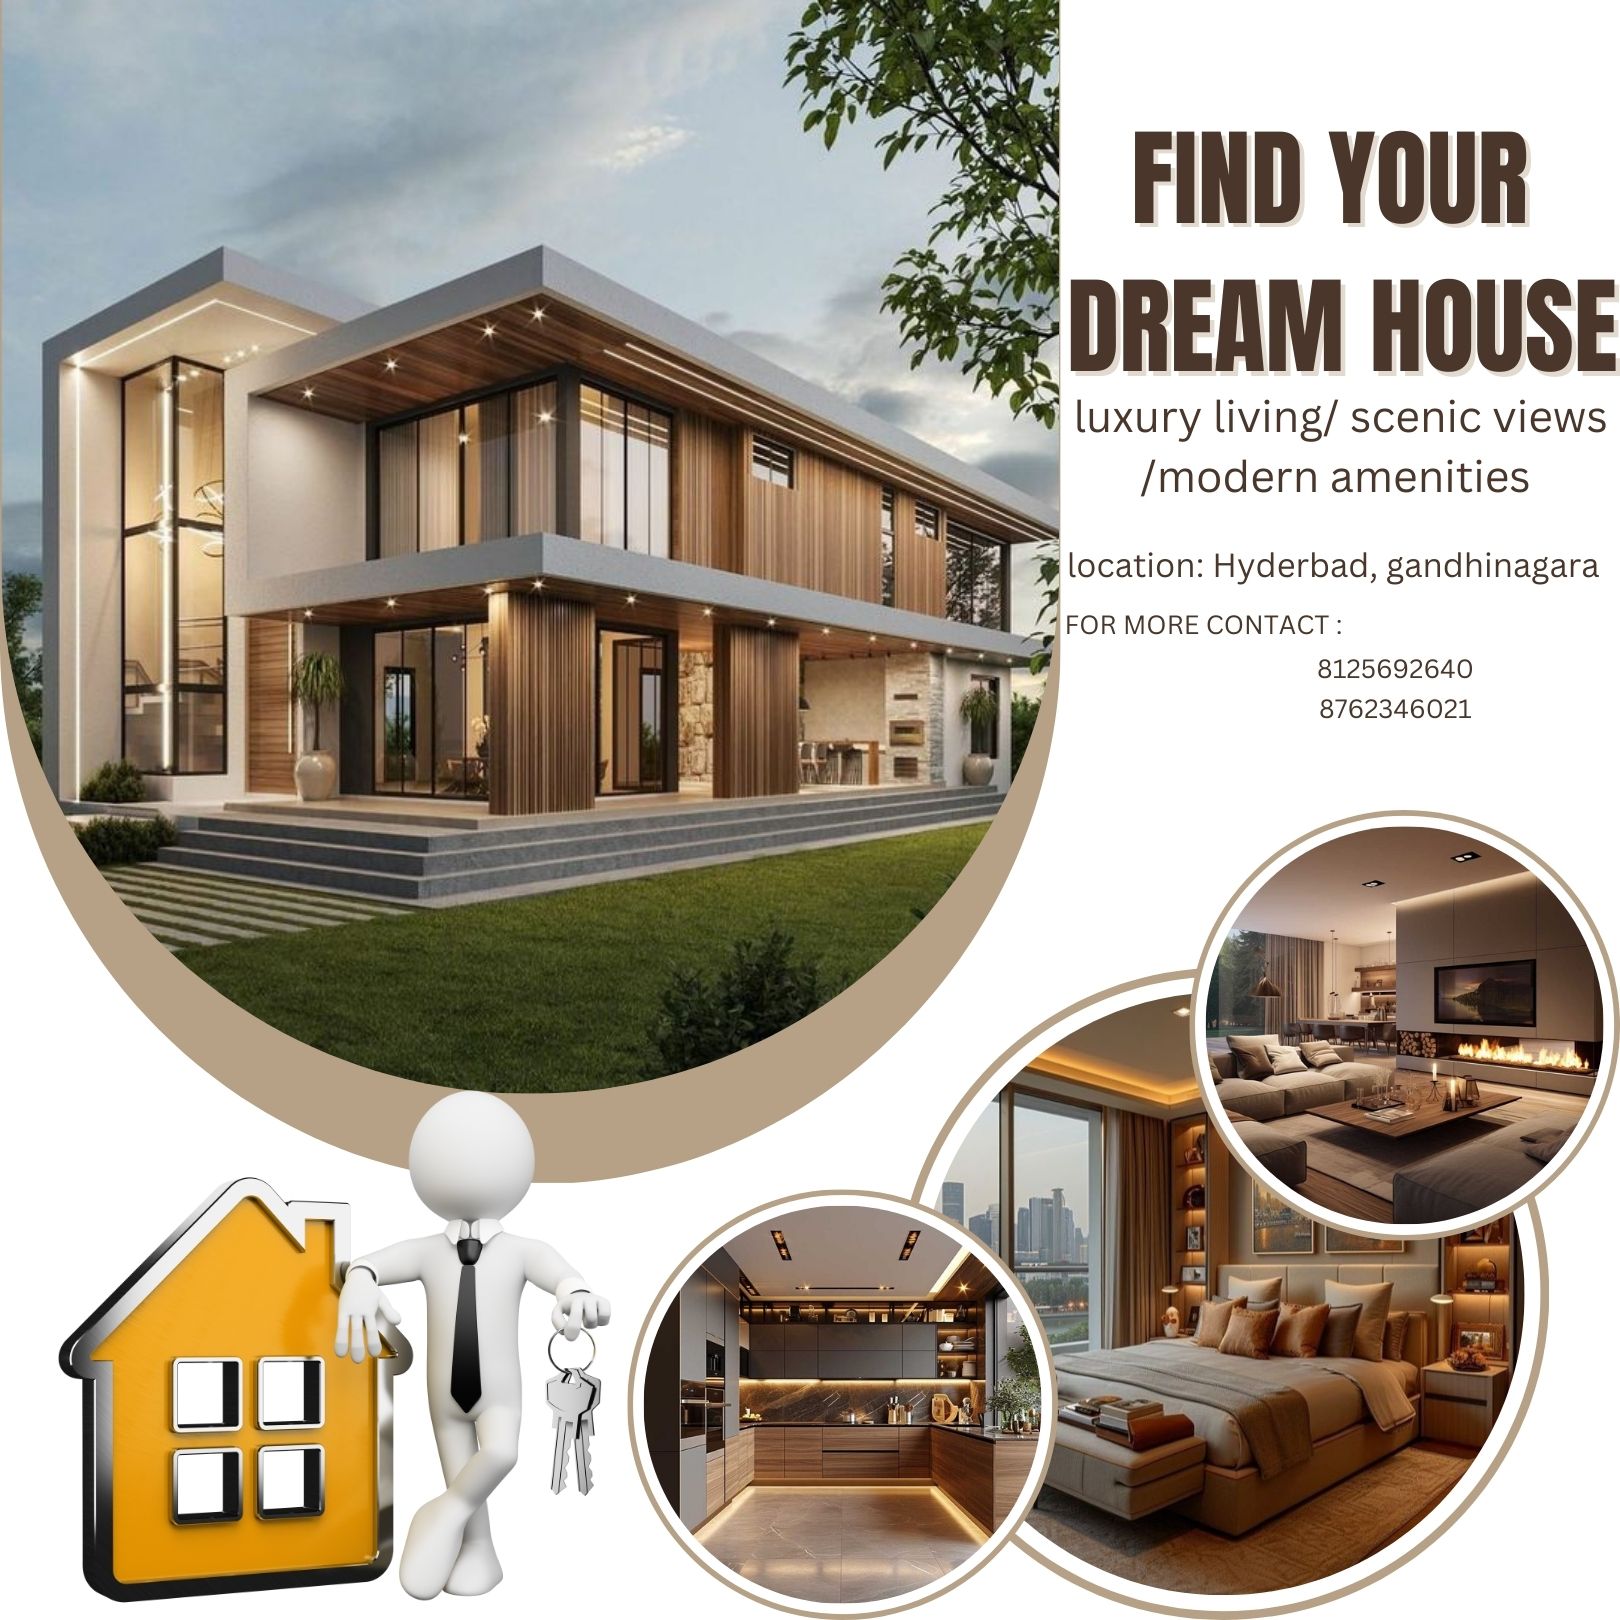 FIND YOUR
DREAM HOUSE
luxury living/ scenic views
/modern amenities
location: Hyderbad, gandhinagara
FOR MORE CONTACT :
8125692640
8762346021